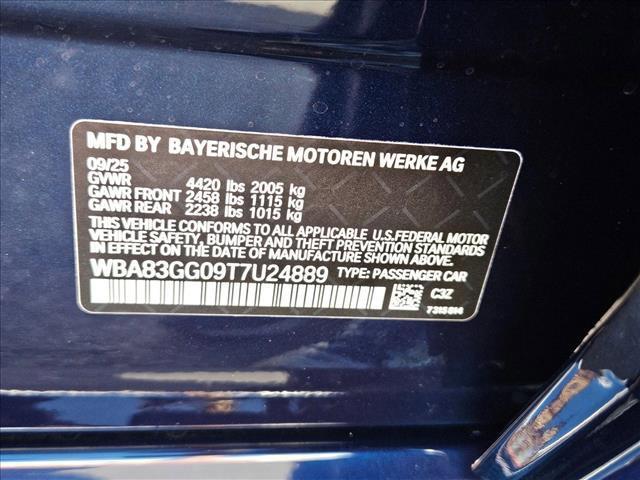 MFD BY BAYERISCHE MOTOREN WERKE AG
09/25
GVWR 4420 lbs 2005 kg
GAWR FRONT 2458 lbs 1115 kg
GAWR REAR 2238 lbs 1015 kg
THIS VEHICLE CONFORMS TO ALL APPLICABLE U.S.FEDERAL MOTOR
VEHICLE SAFETY, BUMPER AND THEFT PREVENTION STANDARDS
IN EFFECT ON THE DATE OF MANUFACTURE SHOWN ABOVE.
WBA83GG09T7U24889 TYPE: PASSENGER CAR
C3Z
7315814